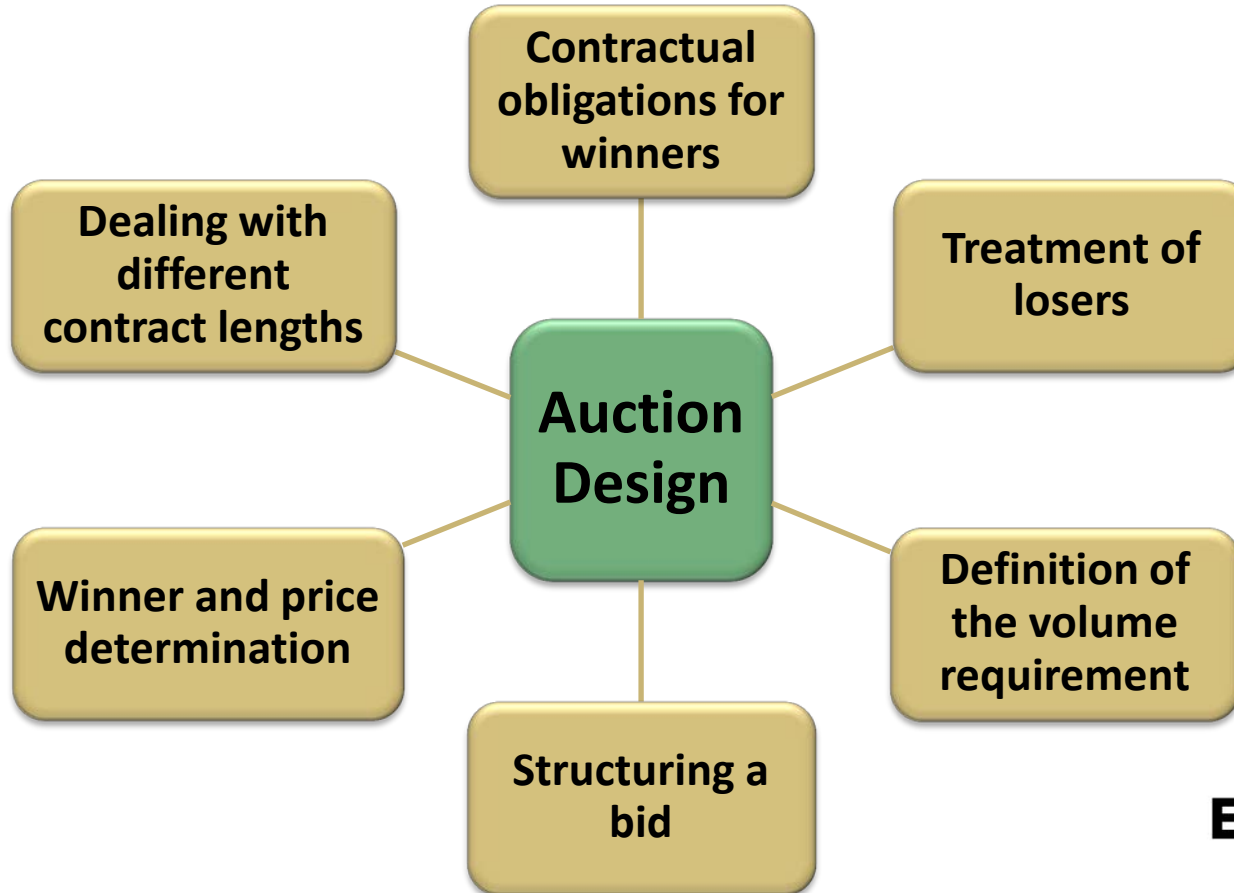 Contractual
obligations for
winners
Dealing with
different
contract lengths
Treatment of
losers
Auction
Design
Winner and price
determination
Definition of
the volume
requirement
Structuring a
bid
E